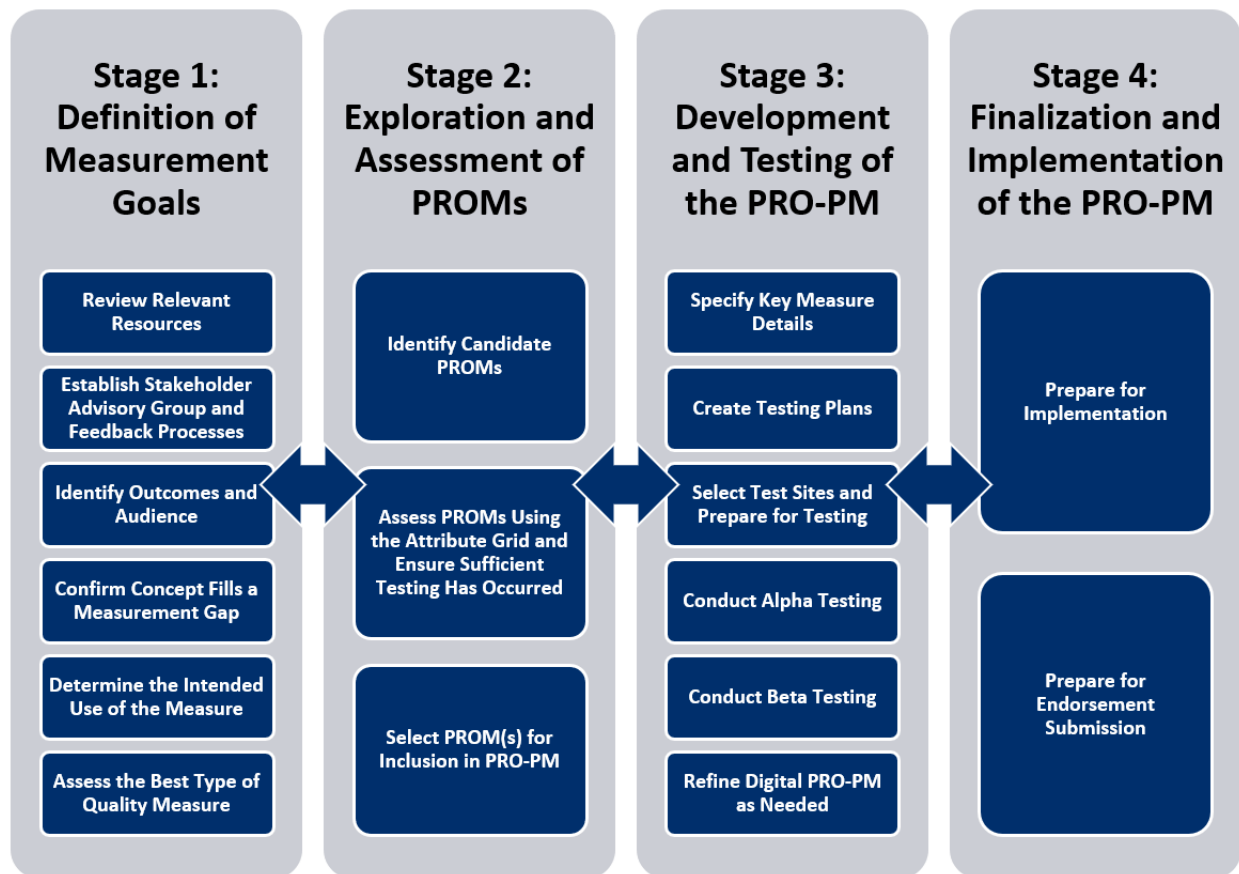 Stage 1:
Definition of
Measurement
Goals
Review Relevant
Resources
Establish Stakeholder
Advisory Group and
Feedback Processes
Identify Outcomes and
Audience
Confirm Concept Fills a
Measurement Gap
Determine the Intended
Use of the Measure
Assess the Best Type of
Quality Measure
Stage 2:
Exploration and
Assessment of
PROMs
Identify Candidate
PROMs
Assess PROMs Using
the Attribute Grid and
Ensure Sufficient
Testing Has Occurred
Select PROM(s) for
Inclusion in PRO-PM
Stage 3:
Development
and Testing of
the PRO-PM
Specify Key Measure
Details
Create Testing Plans
Select Test Sites and
Prepare for Testing
Conduct Alpha Testing
Conduct Beta Testing
Refine Digital PRO-PM
as Needed
Stage 4:
Finalization and
Implementation
of the PRO-PM
Prepare for
Implementation
Prepare for
Endorsement
Submission